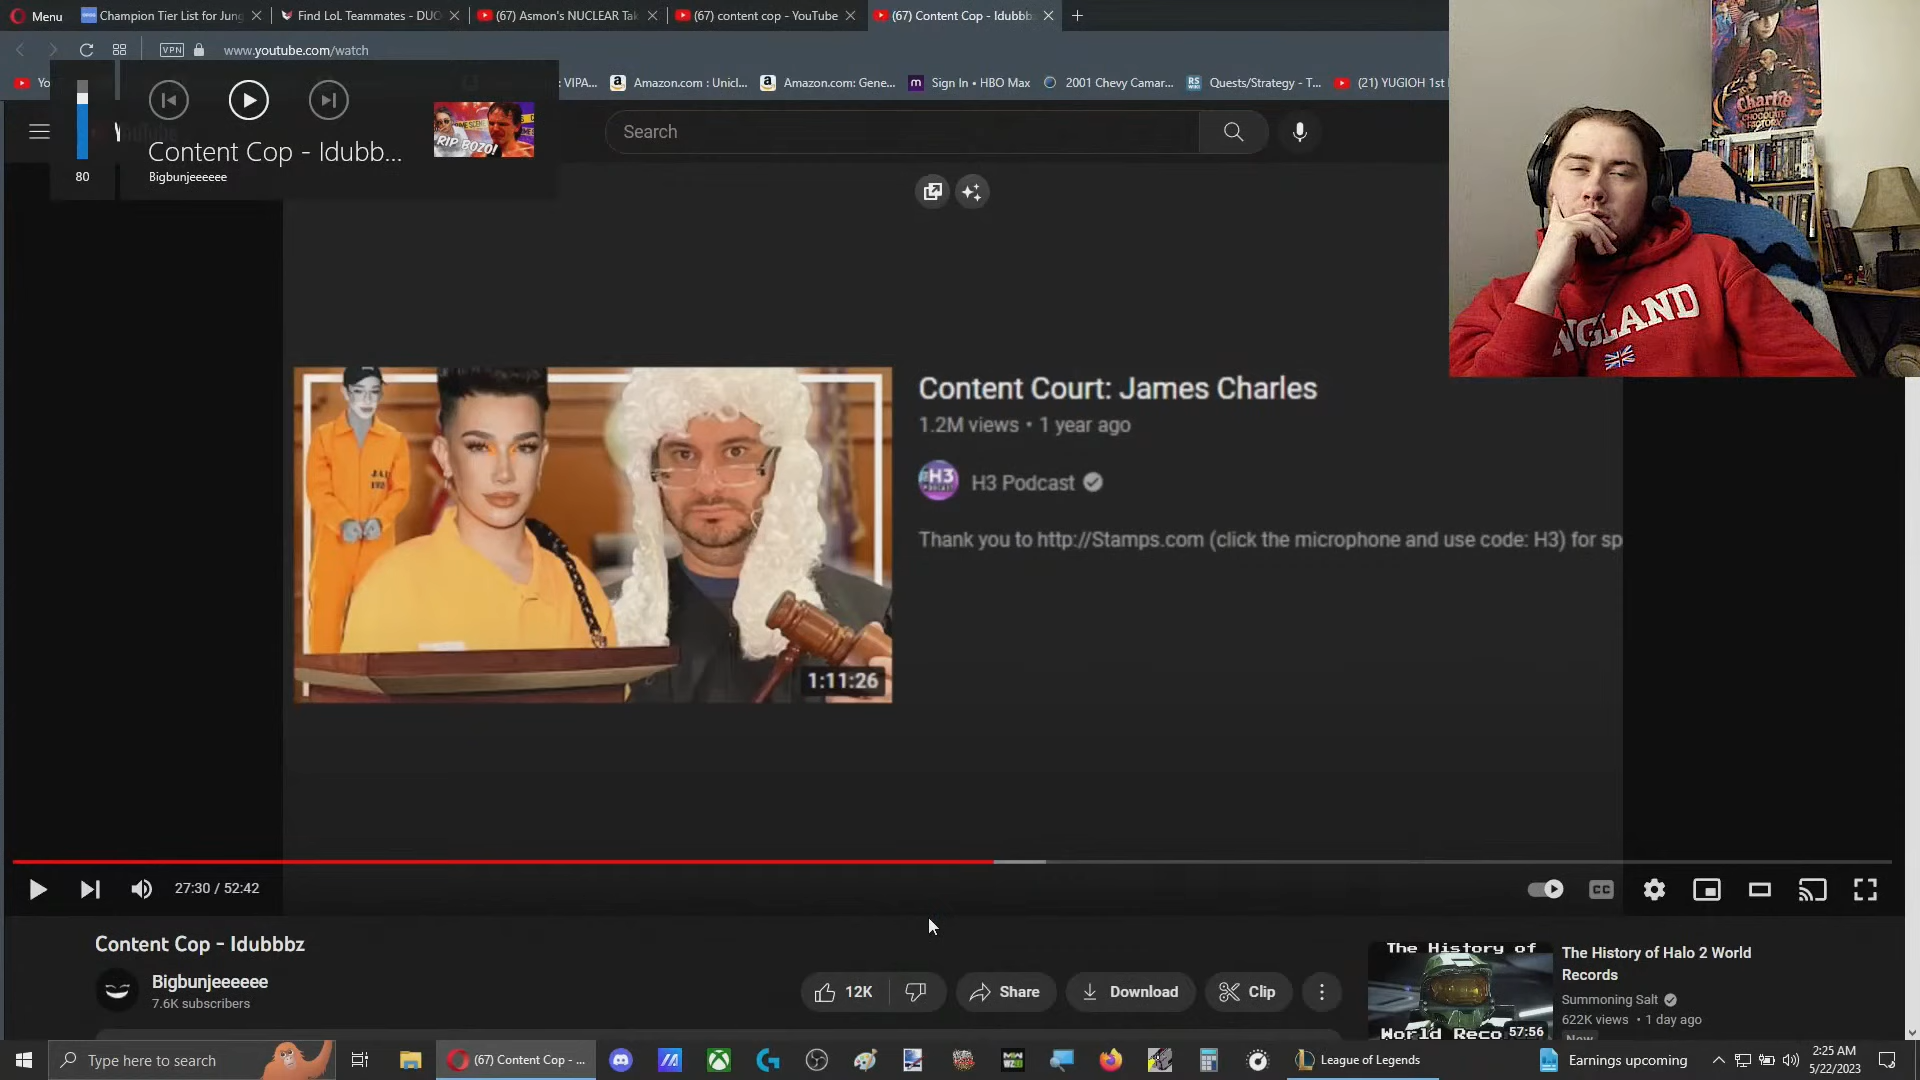 Menu
Champion Tier List for Jung
Find LoL Teammates - DUO
(67) Asmon's NUCLEAR Tak
(67) content cop - YouTube
(67) Content Cop - Idubbb
VPN
www.youtube.com/watch
VIPA...
Amazon.com : Unicl...
Amazon.com: Gene...
Sign In • HBO Max
2001 Chevy Camar...
Quests/Strategy - T...
(21) YUGIOH 1st
80
Content Cop - Idubb...
Bigbunjeeeeee
RIP BOZO!
Search
Charlie
CHOCOLATE
FACTORY
NGLAND
Content Court: James Charles
1.2M views • 1 year ago
H3 Podcast
Thank you to http://Stamps.com (click the microphone and use code: H3) for sp
1:11:26
27:30 / 52:42
CC
Content Cop - Idubbbz
Bigbunjeeeeee
7.6K subscribers
12K
Share
Download
Clip
The History of
World Reco
57:56
The History of Halo 2 World
Records
Summoning Salt
622K views • 1 day ago
New
Type here to search
(67) Content Cop - ...
League of Legends
Earnings upcoming
2:25 AM
5/22/2023